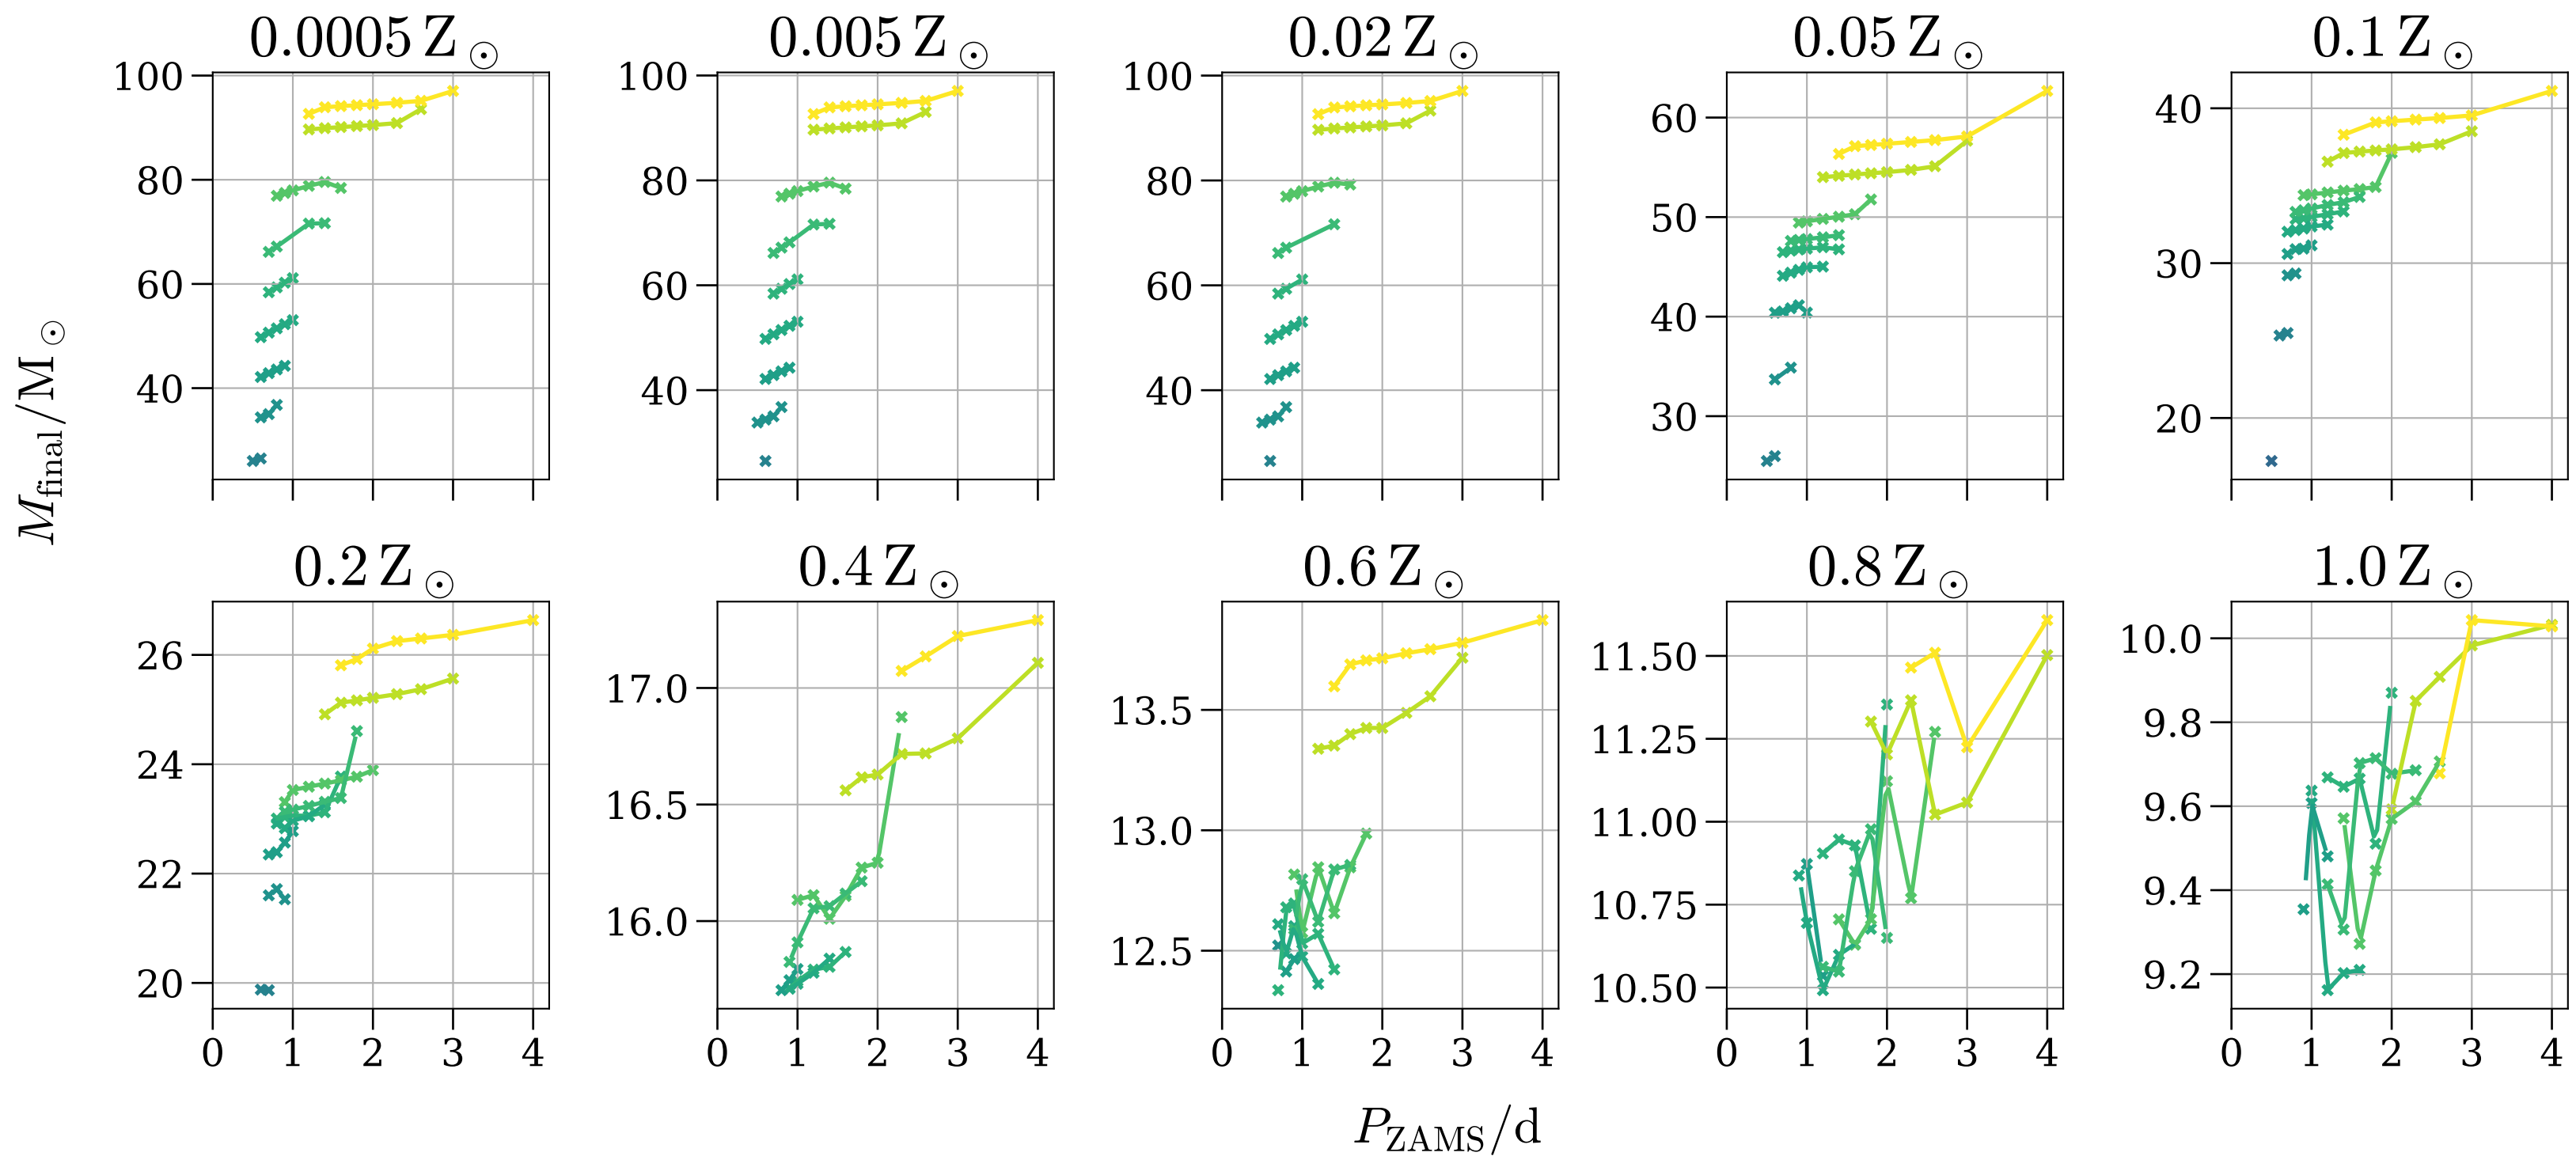 0.0005 Z⊙ 0.005 Z⊙ 0.02 Z⊙ 0.05 Z⊙ 0.1 Z⊙
100 80 60 40
100 80 60 40
100 80 60 40
60 50 40 30
40 30 20
M_final/M⊙
0.2 Z⊙ 0.4 Z⊙ 0.6 Z⊙ 0.8 Z⊙ 1.0 Z⊙
26 24 22 20
17.0 16.5 16.0
13.5 13.0 12.5
11.50 11.25 11.00 10.75 10.50
10.0 9.8 9.6 9.4 9.2
0 1 2 3 4 0 1 2 3 4 0 1 2 3 4 0 1 2 3 4 0 1 2 3 4
P_ZAMS/d